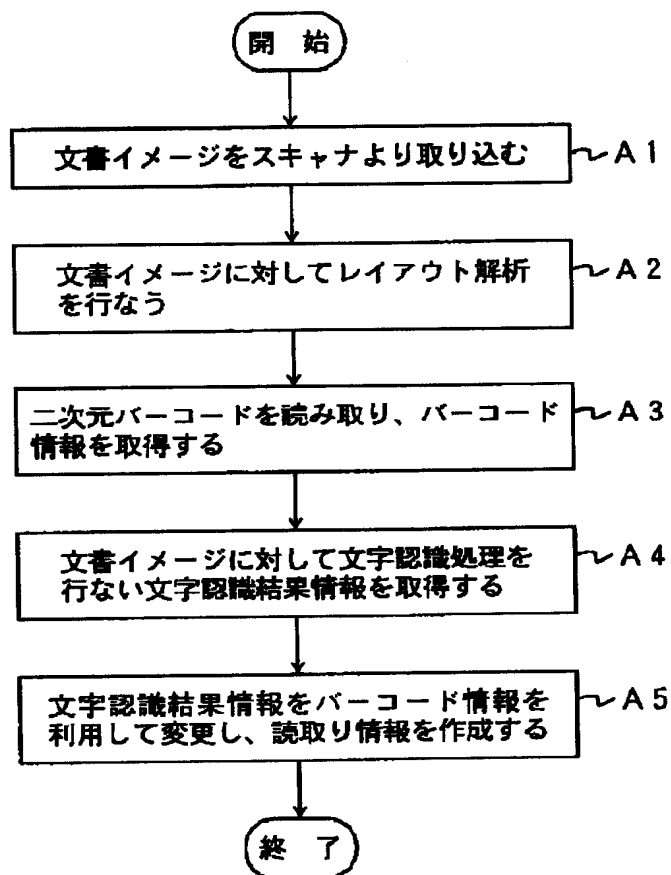 開 始
文書イメージをスキャナより取り込む
A1
文書イメージに対してレイアウト解析
を行なう
A2
二次元バーコードを読み取り、バーコード
情報を取得する
A3
文書イメージに対して文字認識処理を
行ない文字認識結果情報を取得する
A4
文字認識結果情報をバーコード情報を
利用して変更し、読取り情報を作成する
A5
終 了